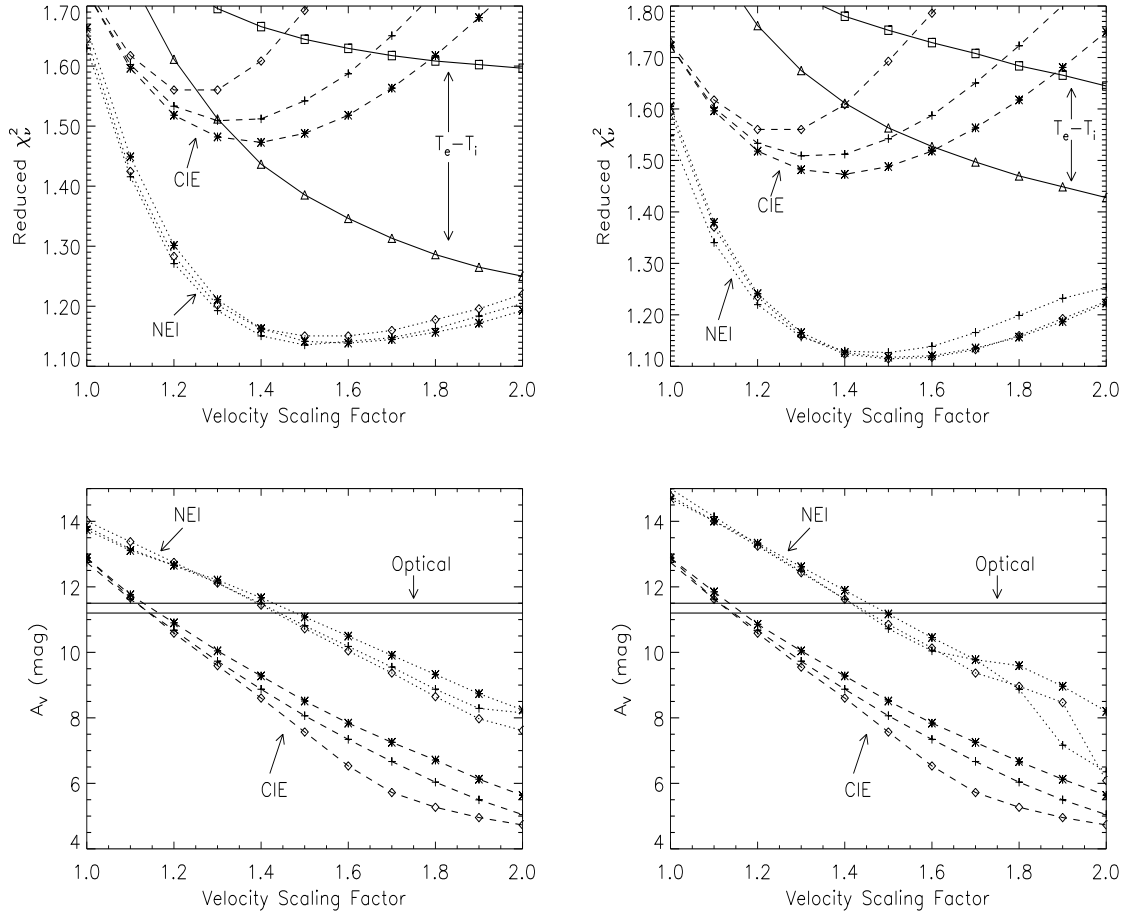 Reduced χ²ᵥ
1.70
1.60
1.50
1.40
1.30
1.20
1.10
CIE
NEI
Tₑ–Tᵢ
1.0 1.2 1.4 1.6 1.8 2.0
Velocity Scaling Factor
Reduced χ²ᵥ
1.80
1.70
1.60
1.50
1.40
1.30
1.20
1.10
CIE
NEI
Tₑ–Tᵢ
1.0 1.2 1.4 1.6 1.8 2.0
Velocity Scaling Factor
Aᵥ (mag)
14
12
10
8
6
4
NEI
Optical
CIE
1.0 1.2 1.4 1.6 1.8 2.0
Velocity Scaling Factor
Aᵥ (mag)
14
12
10
8
6
4
NEI
Optical
CIE
1.0 1.2 1.4 1.6 1.8 2.0
Velocity Scaling Factor